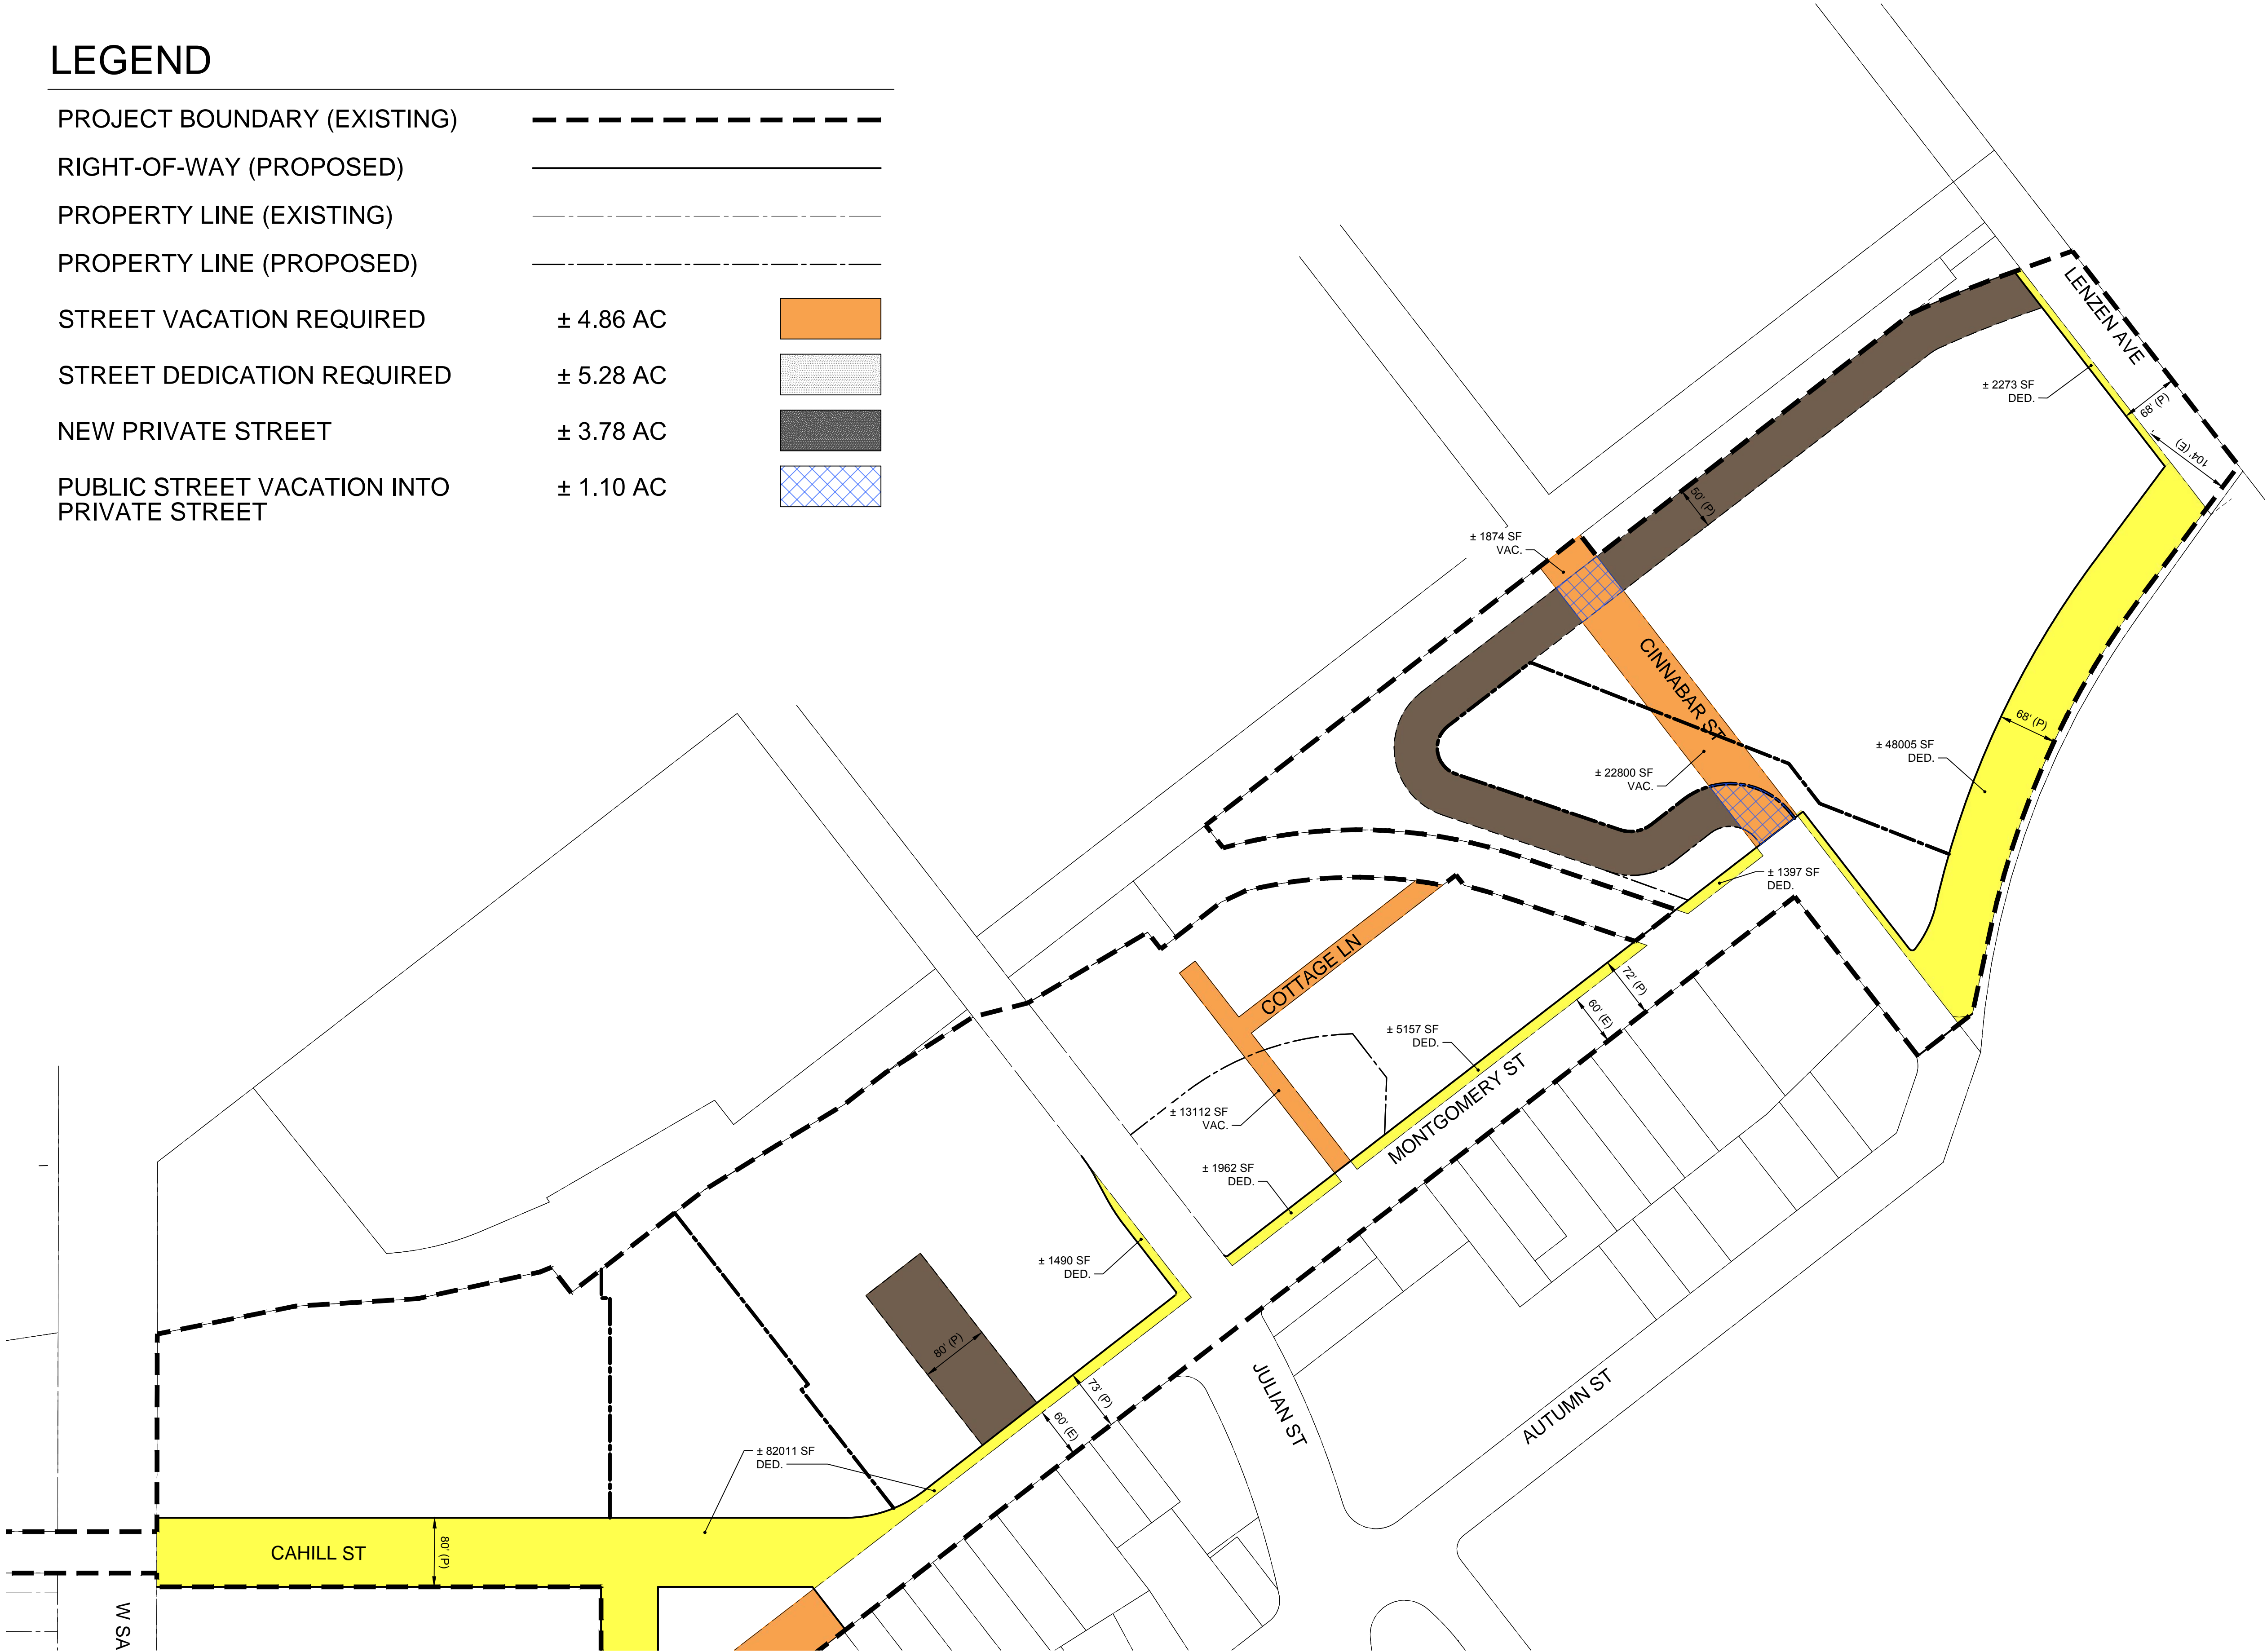 LEGEND
PROJECT BOUNDARY (EXISTING)
RIGHT-OF-WAY (PROPOSED)
PROPERTY LINE (EXISTING)
PROPERTY LINE (PROPOSED)
STREET VACATION REQUIRED ± 4.86 AC
STREET DEDICATION REQUIRED ± 5.28 AC
NEW PRIVATE STREET ± 3.78 AC
PUBLIC STREET VACATION INTO ± 1.10 AC
PRIVATE STREET
LENZEN AVE
± 2273 SF
DED.
68' (P)
104' (E)
50' (P)
± 1874 SF
VAC.
CINNABAR ST
68' (P)
± 48005 SF
DED.
± 22800 SF
VAC.
± 1397 SF
DED.
COTTAGE LN
72' (P)
60' (E)
± 5157 SF
DED.
MONTGOMERY ST
± 13112 SF
VAC.
± 1962 SF
DED.
± 1490 SF
DED.
80' (P)
73' (P)
60' (E)
JULIAN ST
AUTUMN ST
± 82011 SF
DED.
CAHILL ST
80' (P)
W SA